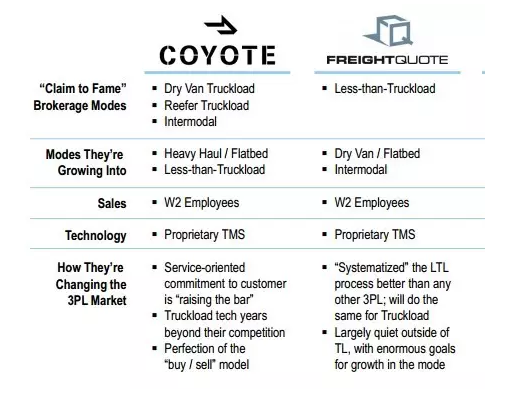 COYOTE
FREIGHTQUOTE
“Claim to Fame”
Brokerage Modes
▪ Dry Van Truckload
▪ Reefer Truckload
▪ Intermodal
▪ Less-than-Truckload
Modes They’re
Growing Into
▪ Heavy Haul / Flatbed
▪ Less-than-Truckload
▪ Dry Van / Flatbed
▪ Intermodal
Sales
▪ W2 Employees
▪ W2 Employees
Technology
▪ Proprietary TMS
▪ Proprietary TMS
How They’re
Changing the
3PL Market
▪ Service-oriented
commitment to customer
is “raising the bar”
▪ Truckload tech years
beyond their competition
▪ Perfection of the
“buy / sell” model
▪ “Systematized” the LTL
process better than any
other 3PL; will do the
same for Truckload
▪ Largely quiet outside of
TL, with enormous goals
for growth in the mode